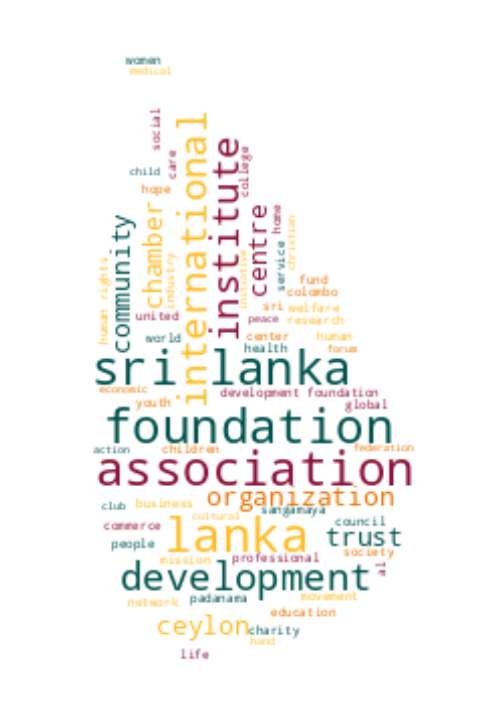 women
medical
social
care
college
child
hope
international
institute
chamber
community
centre
home
christian
service
industry
initiative
human rights
fund
colombo
sri
welfare
united
peace
research
world
center
human
health
forum
sri lanka
economic
development foundation
youth
global
foundation
action
children
federation
association
organization
club
business
sangamaya
cultural
council
commerce
lanka
trust
people
society
mission
professional
al
development
network
padanama
movement
education
ceylon
charity
hand
life